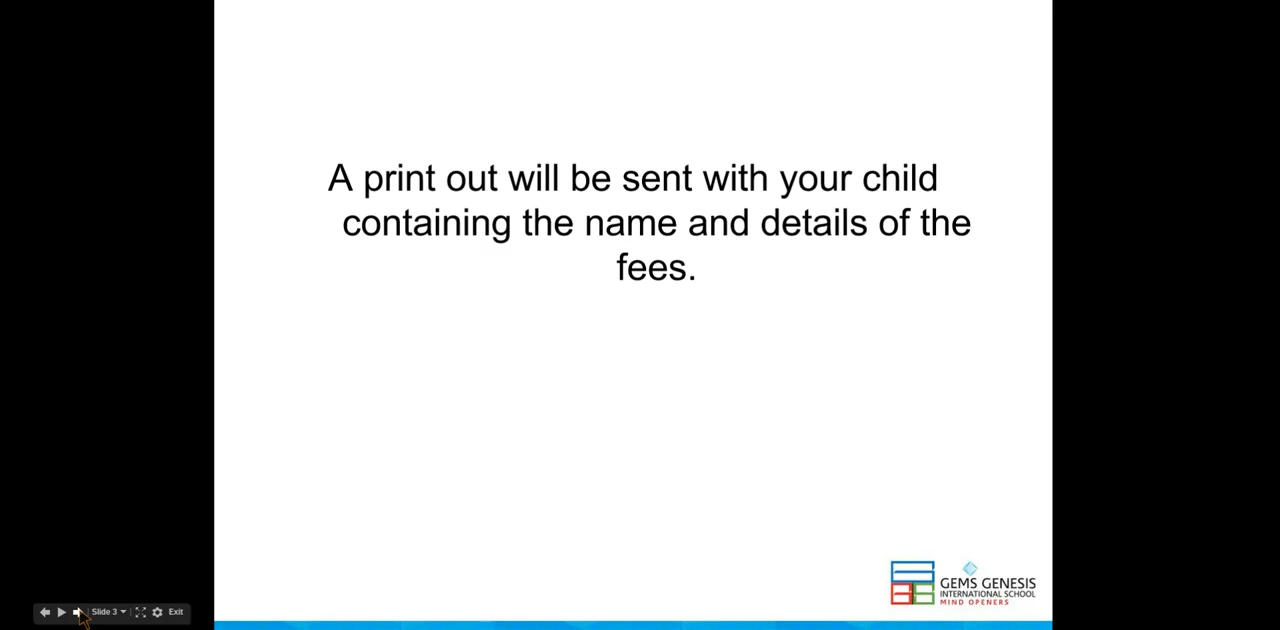 A print out will be sent with your child
containing the name and details of the
fees.
GEMS GENESIS
INTERNATIONAL SCHOOL
MIND OPENERS
Slide 3
Exit